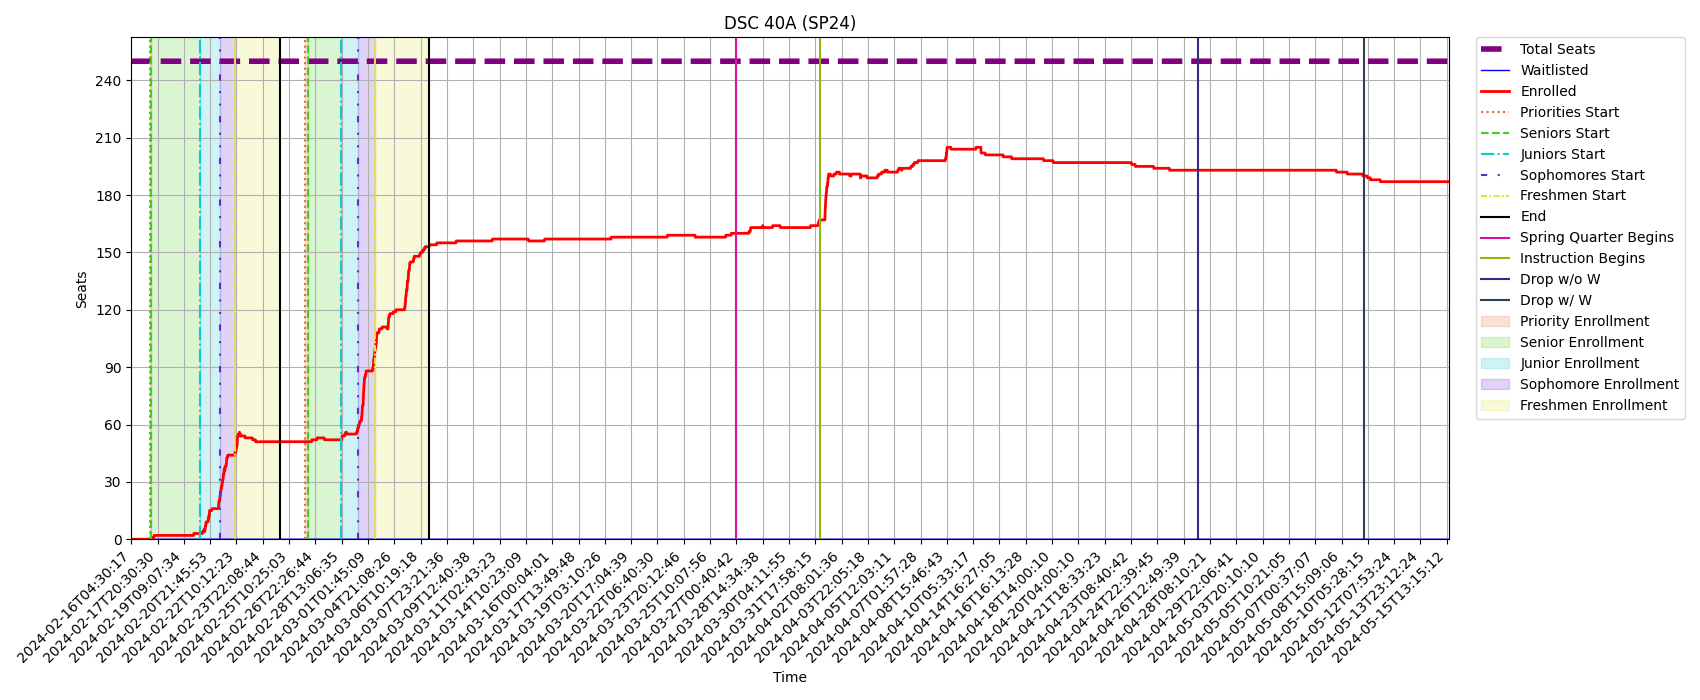 DSC 40A (SP24)
Seats
240
210
180
150
120
90
60
30
0
2024-02-16T04:30:17
2024-02-17T20:30:30
2024-02-19T09:07:34
2024-02-20T21:45:53
2024-02-22T10:12:23
2024-02-23T22:08:44
2024-02-25T10:25:03
2024-02-26T22:26:44
2024-02-28T13:06:35
2024-03-01T01:45:09
2024-03-04T21:08:26
2024-03-06T10:19:18
2024-03-07T23:21:36
2024-03-09T12:40:38
2024-03-11T02:43:23
2024-03-14T10:23:09
2024-03-16T00:04:01
2024-03-17T13:49:48
2024-03-19T03:10:26
2024-03-20T17:04:39
2024-03-22T06:40:30
2024-03-23T20:12:46
2024-03-25T10:07:56
2024-03-27T00:40:42
2024-03-28T14:34:38
2024-03-30T04:11:55
2024-03-31T17:58:15
2024-04-02T08:01:36
2024-04-03T22:05:18
2024-04-05T12:03:11
2024-04-07T01:57:28
2024-04-08T15:46:43
2024-04-10T05:33:17
2024-04-14T16:27:05
2024-04-16T16:13:28
2024-04-18T14:00:10
2024-04-20T04:00:10
2024-04-21T18:33:23
2024-04-23T08:40:42
2024-04-24T22:39:45
2024-04-26T12:49:39
2024-04-28T08:10:21
2024-04-29T22:06:41
2024-05-03T20:10:10
2024-05-05T10:21:05
2024-05-07T00:37:07
2024-05-08T15:09:06
2024-05-10T05:28:15
2024-05-12T07:53:24
2024-05-13T23:12:24
2024-05-15T13:15:12
Time
Total Seats
Waitlisted
Enrolled
Priorities Start
Seniors Start
Juniors Start
Sophomores Start
Freshmen Start
End
Spring Quarter Begins
Instruction Begins
Drop w/o W
Drop w/ W
Priority Enrollment
Senior Enrollment
Junior Enrollment
Sophomore Enrollment
Freshmen Enrollment